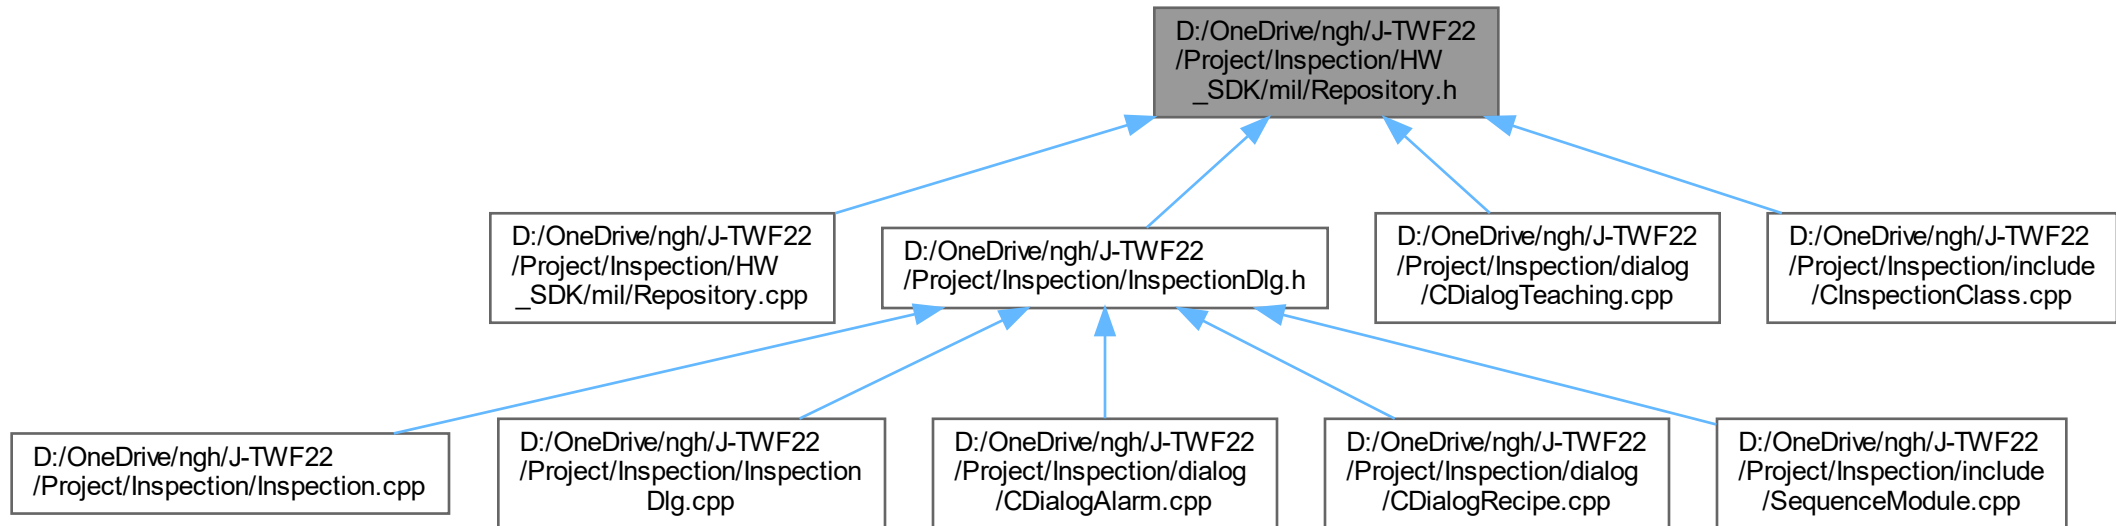 D:/OneDrive/ngh/J-TWF22
/Project/Inspection/HW
_SDK/mil/Repository.h
D:/OneDrive/ngh/J-TWF22
/Project/Inspection/HW
_SDK/mil/Repository.cpp
D:/OneDrive/ngh/J-TWF22
/Project/Inspection/InspectionDlg.h
D:/OneDrive/ngh/J-TWF22
/Project/Inspection/dialog
/CDialogTeaching.cpp
D:/OneDrive/ngh/J-TWF22
/Project/Inspection/include
/CInspectionClass.cpp
D:/OneDrive/ngh/J-TWF22
/Project/Inspection/Inspection.cpp
D:/OneDrive/ngh/J-TWF22
/Project/Inspection/Inspection
Dlg.cpp
D:/OneDrive/ngh/J-TWF22
/Project/Inspection/dialog
/CDialogAlarm.cpp
D:/OneDrive/ngh/J-TWF22
/Project/Inspection/dialog
/CDialogRecipe.cpp
D:/OneDrive/ngh/J-TWF22
/Project/Inspection/include
/SequenceModule.cpp